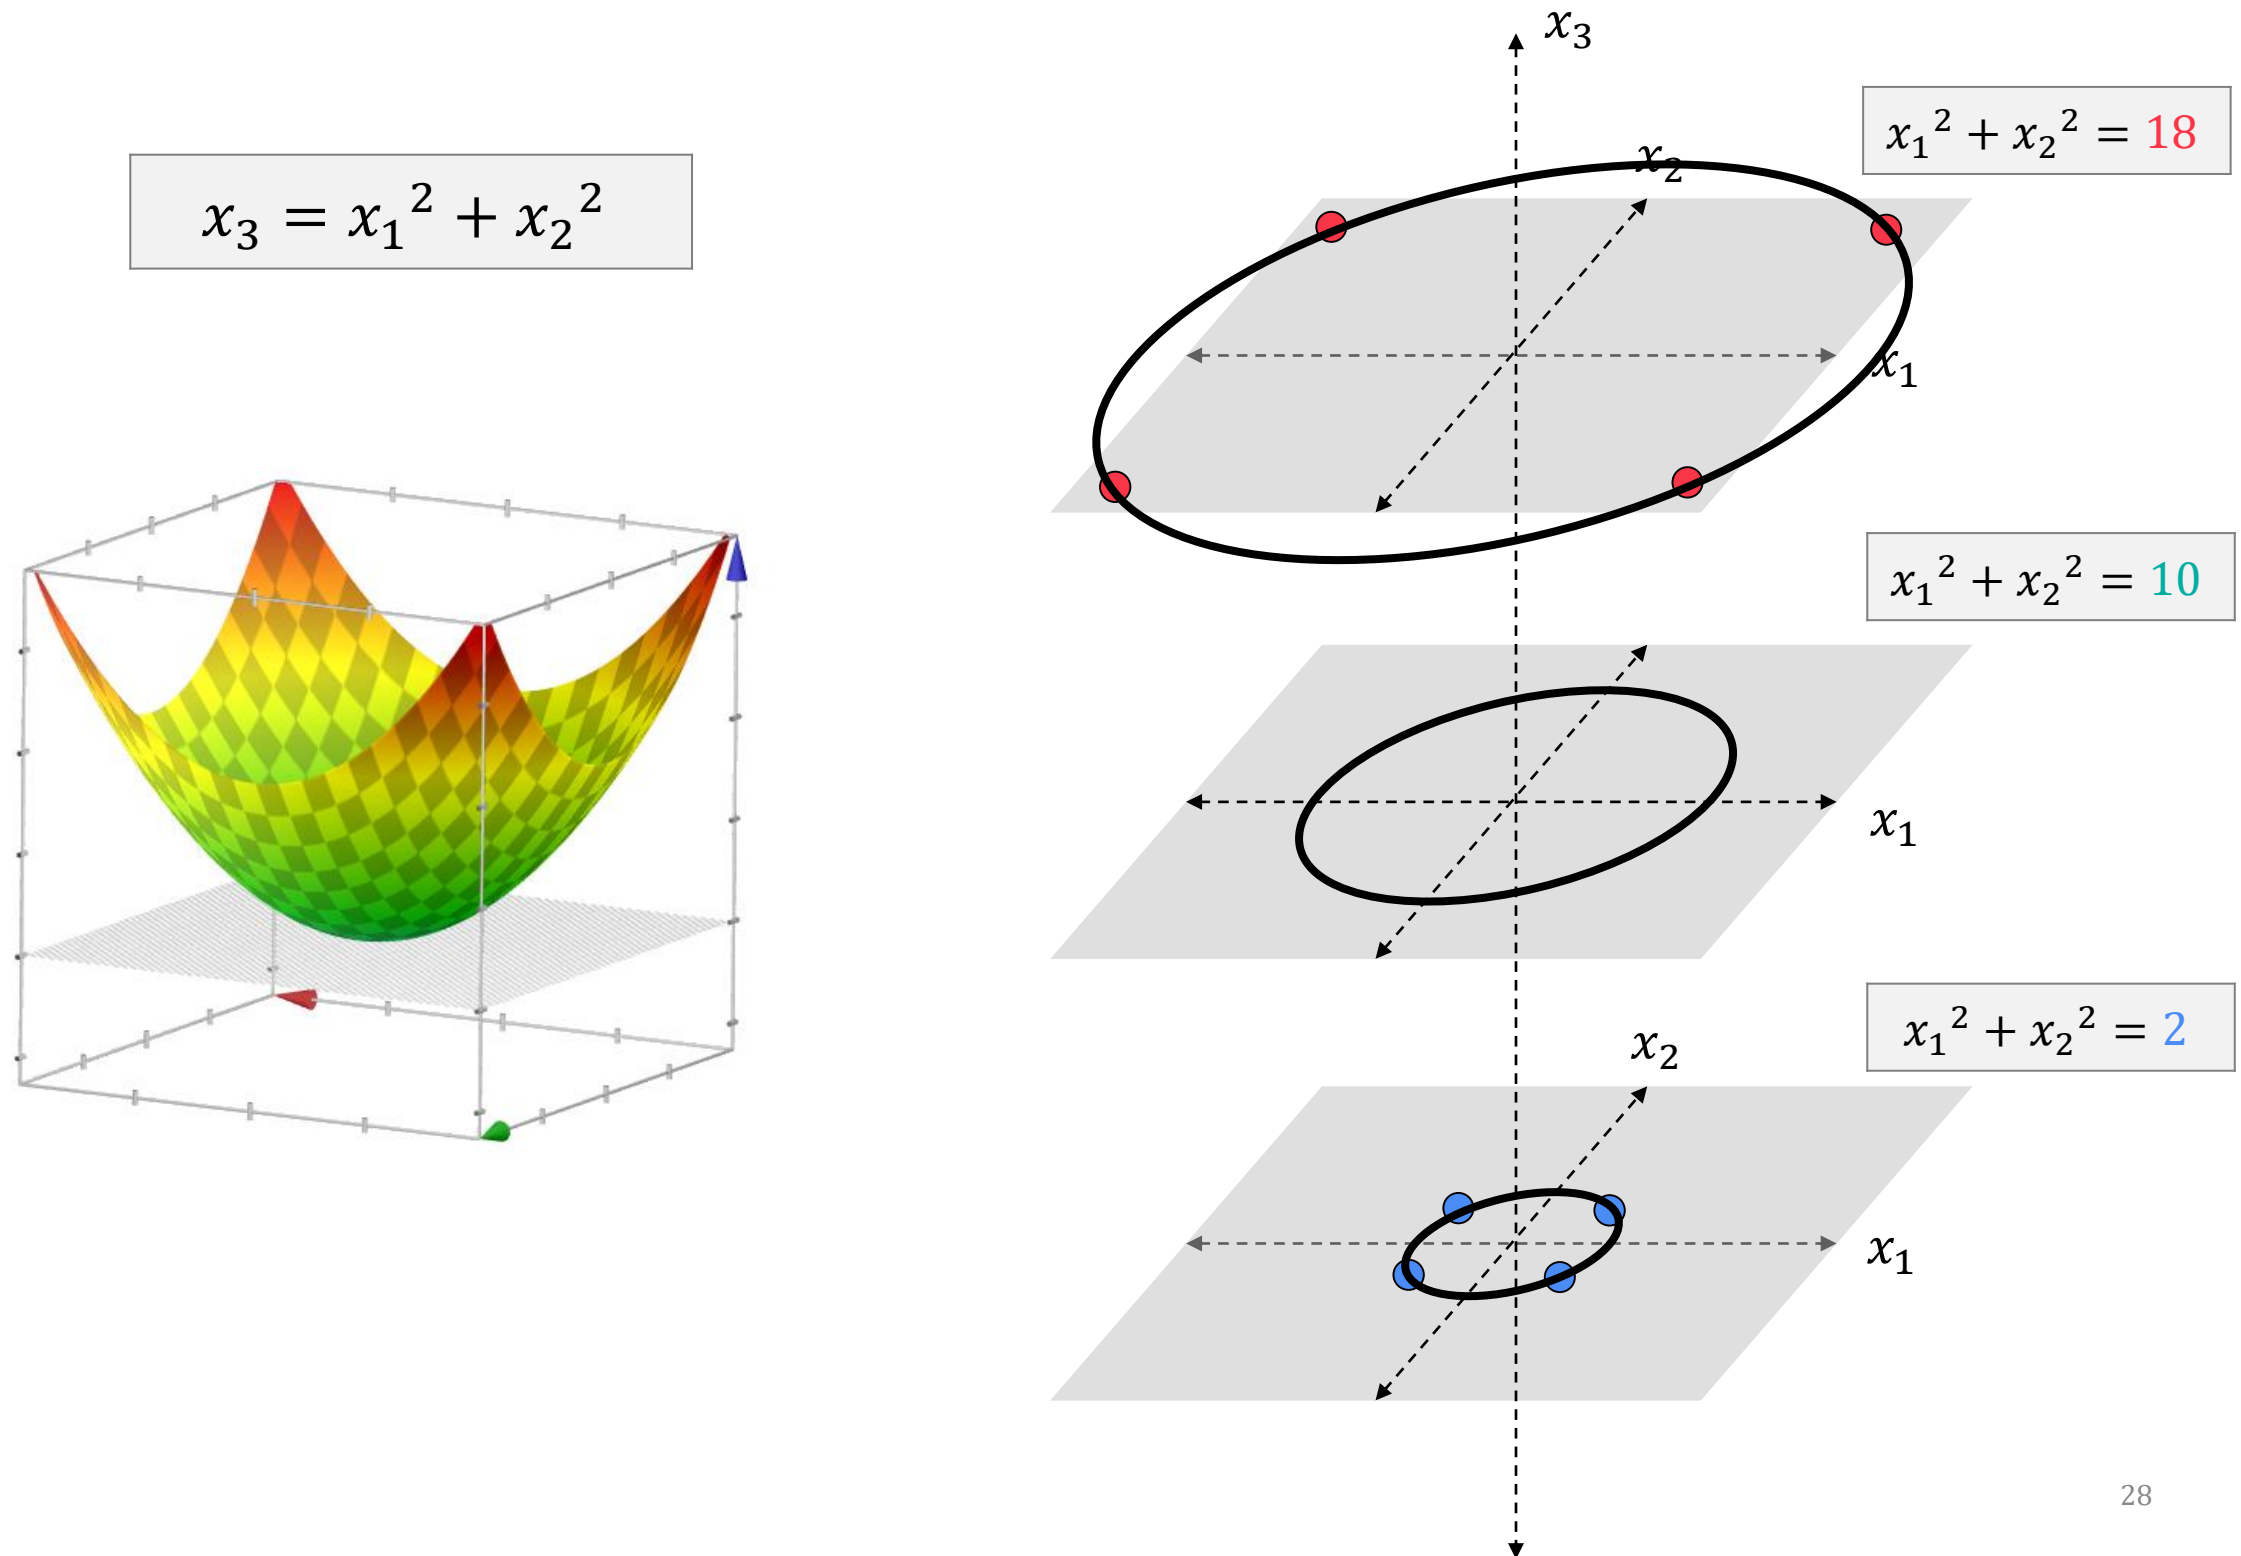 x₃ = x₁² + x₂²
x₃
x₁² + x₂² = 18
x₂
x₁
x₁² + x₂² = 10
x₁
x₁² + x₂² = 2
x₂
x₁
28